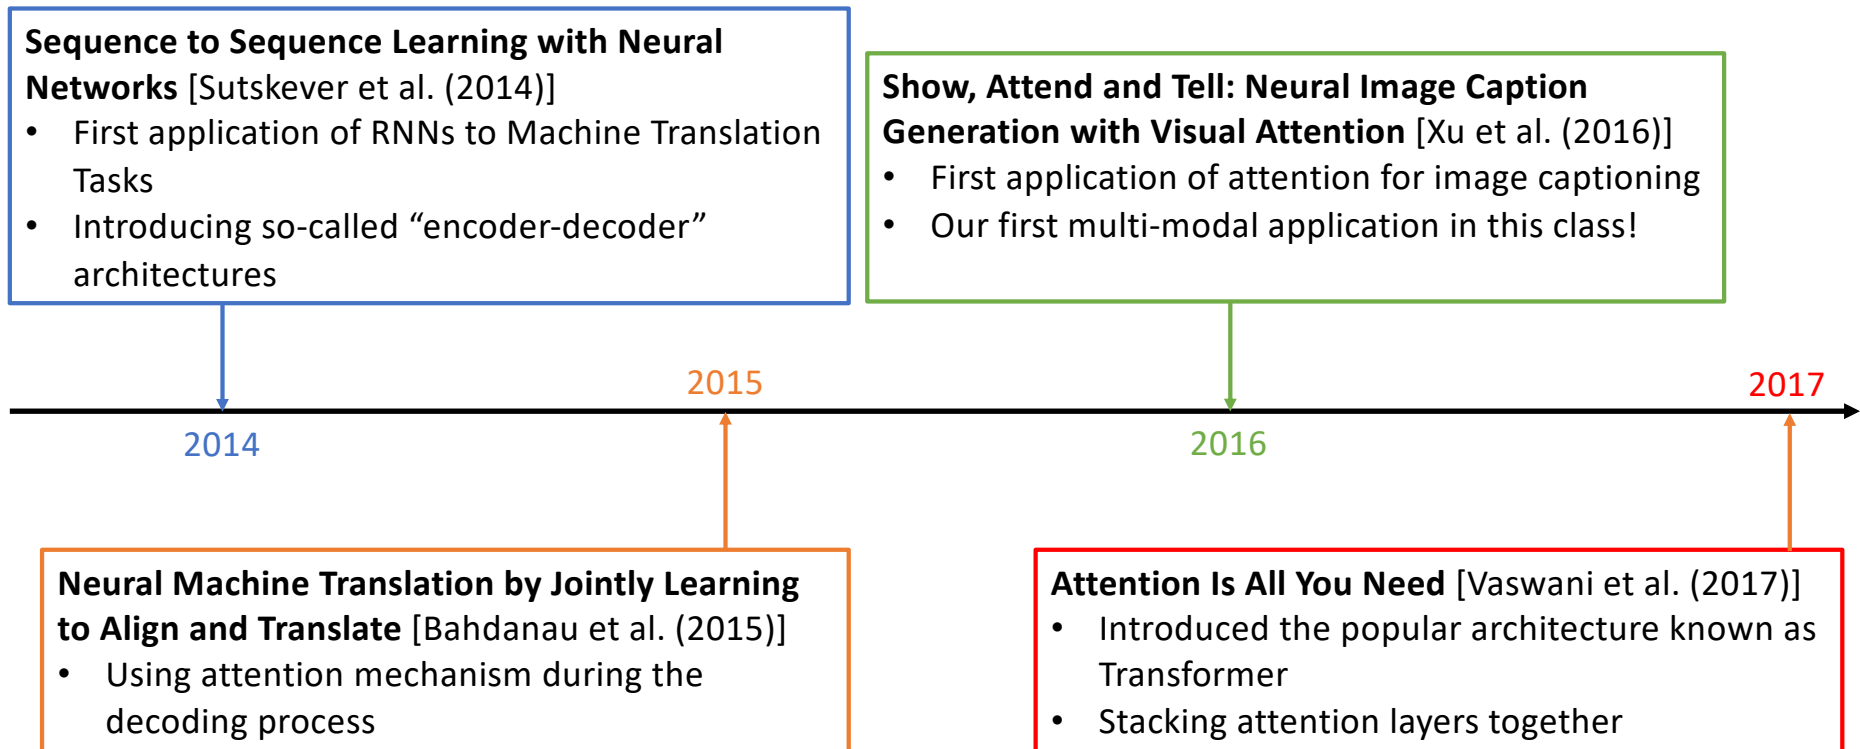 Sequence to Sequence Learning with Neural
Networks [Sutskever et al. (2014)]
• First application of RNNs to Machine Translation
Tasks
• Introducing so-called “encoder-decoder”
architectures
Show, Attend and Tell: Neural Image Caption
Generation with Visual Attention [Xu et al. (2016)]
• First application of attention for image captioning
• Our first multi-modal application in this class!
2014
2015
2016
2017
Neural Machine Translation by Jointly Learning
to Align and Translate [Bahdanau et al. (2015)]
• Using attention mechanism during the
decoding process
Attention Is All You Need [Vaswani et al. (2017)]
• Introduced the popular architecture known as
Transformer
• Stacking attention layers together